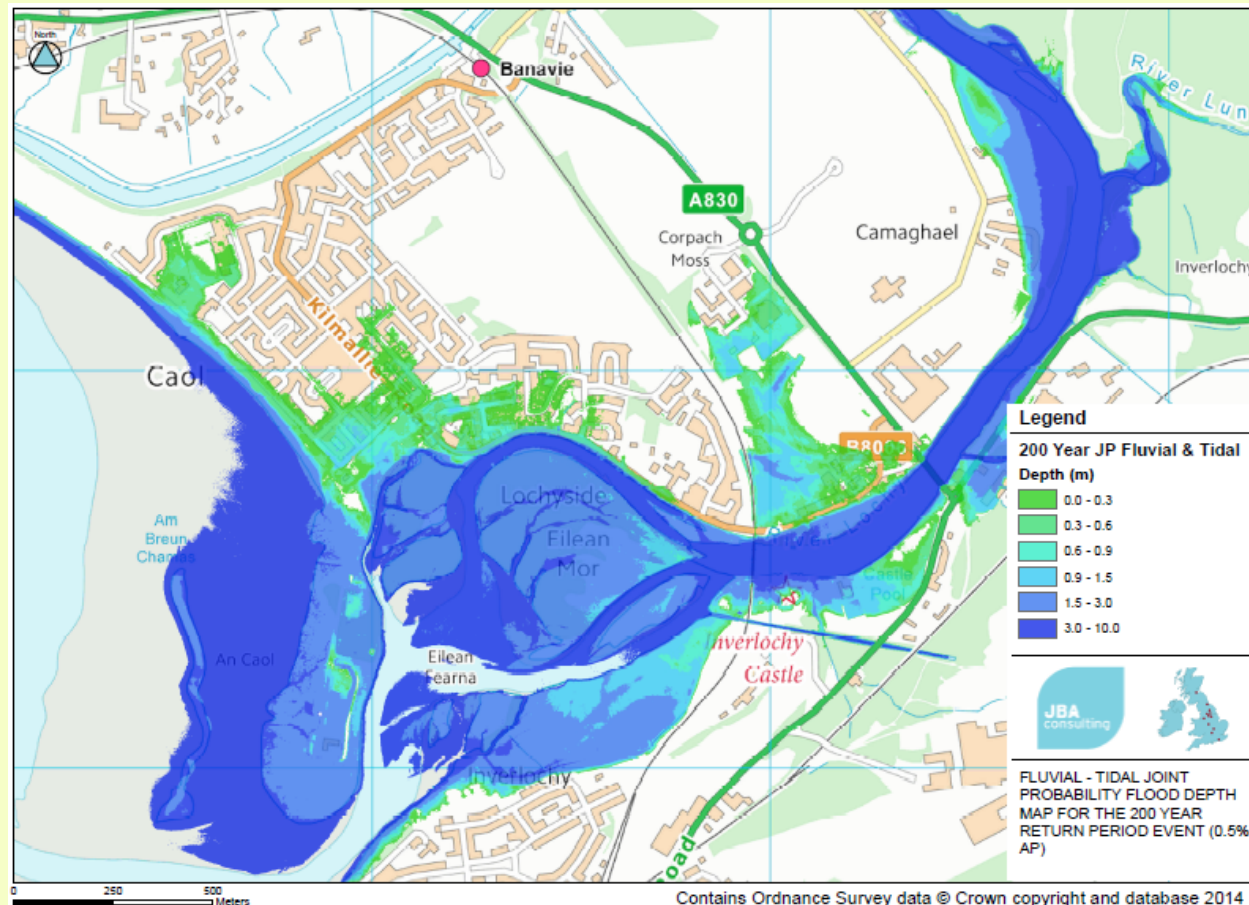 North
Banavie
River Lun
A830
Corpach
Moss
Camaghael
Inverlochy
Kilmallie
Caol
B8006
Lochyside
Eilean
Mor
Am
Breun
Chamas
Castle
Pool
An Caol
Eilean
Fearna
Inverlochy
Castle
Inverlochy
Road
Legend
200 Year JP Fluvial & Tidal
Depth (m)
0.0 - 0.3
0.3 - 0.6
0.6 - 0.9
0.9 - 1.5
1.5 - 3.0
3.0 - 10.0
JBA
consulting
FLUVIAL - TIDAL JOINT
PROBABILITY FLOOD DEPTH
MAP FOR THE 200 YEAR
RETURN PERIOD EVENT (0.5%
AP)
0 250 500
Meters
Contains Ordnance Survey data © Crown copyright and database 2014